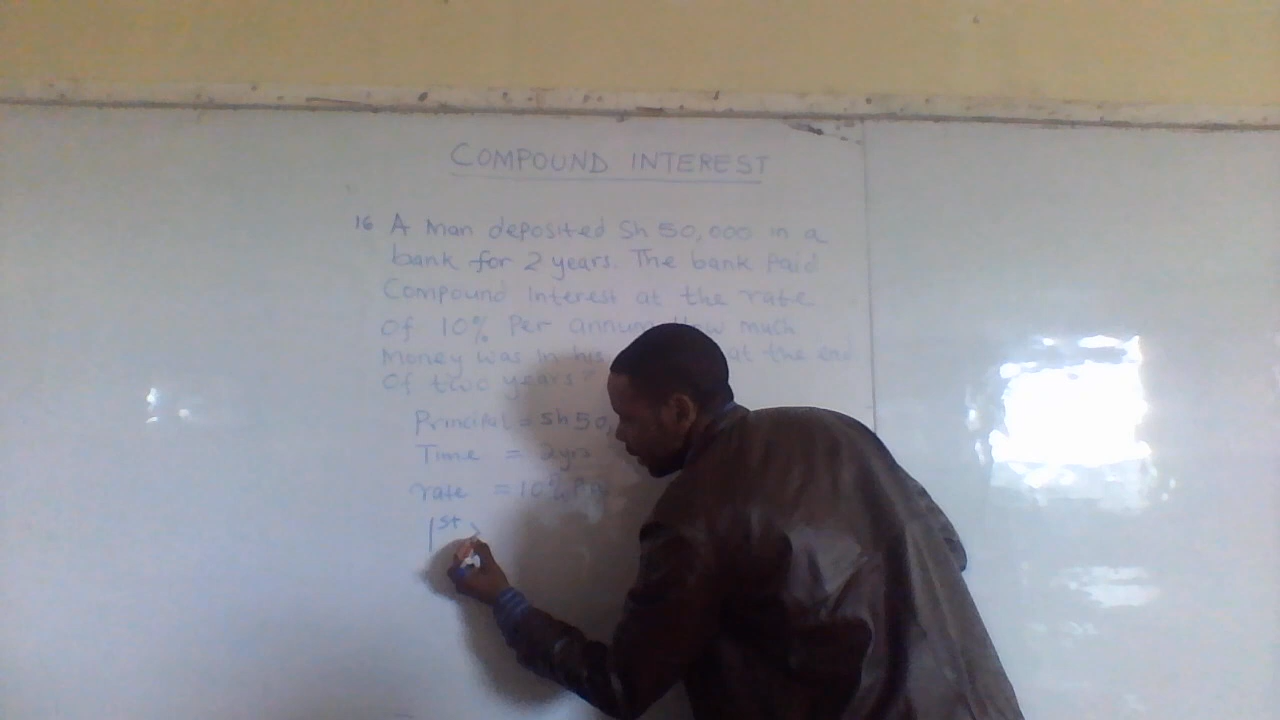 COMPOUND INTEREST
16 A Man deposited Sh 50,000 in a
bank for 2 years. The bank Paid
Compound Interest at the rate
Of 10% Per annum How much
Money was in his at the end
Of two years
Principal = Sh 50,
Time = 2yrs
rate = 10%
1st